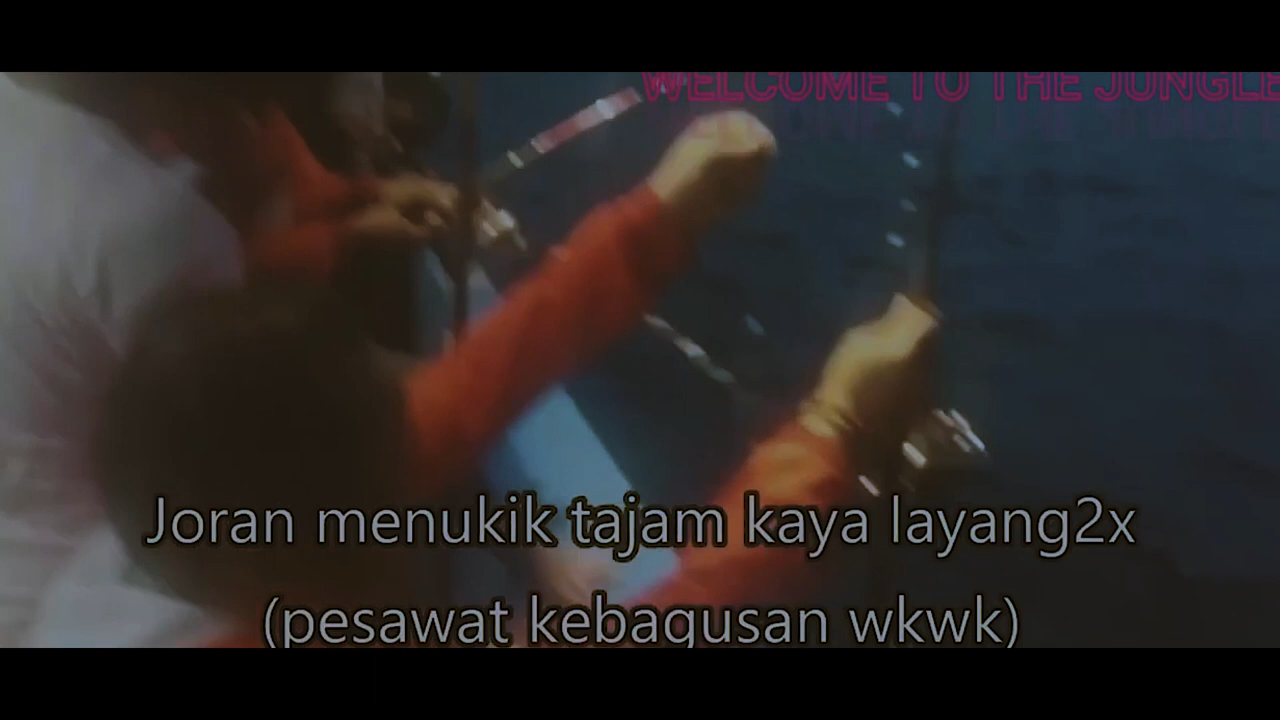 WELCOME TO THE JUNGLE
Joran menukik tajam kaya layang2x
(pesawat kebagusan wkwk)